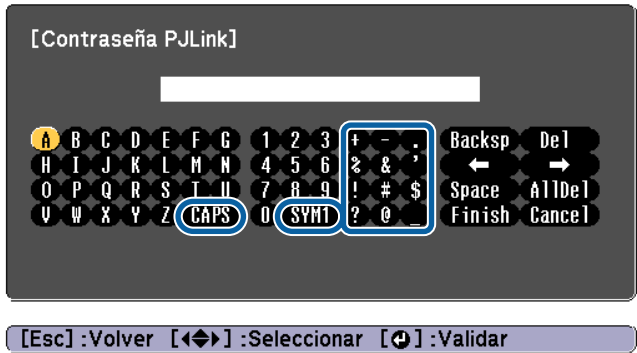 [Contraseña PJLink]
A B C D E F G 1 2 3 + - . Backsp Del
H I J K L M N 4 5 6 % & ' ← →
O P Q R S T U 7 8 9 ! # $ Space AllDel
V W X Y Z CAPS 0 SYM1 ? @ _ Finish Cancel
[Esc] :Volver [◆] :Seleccionar [⏎] :Validar